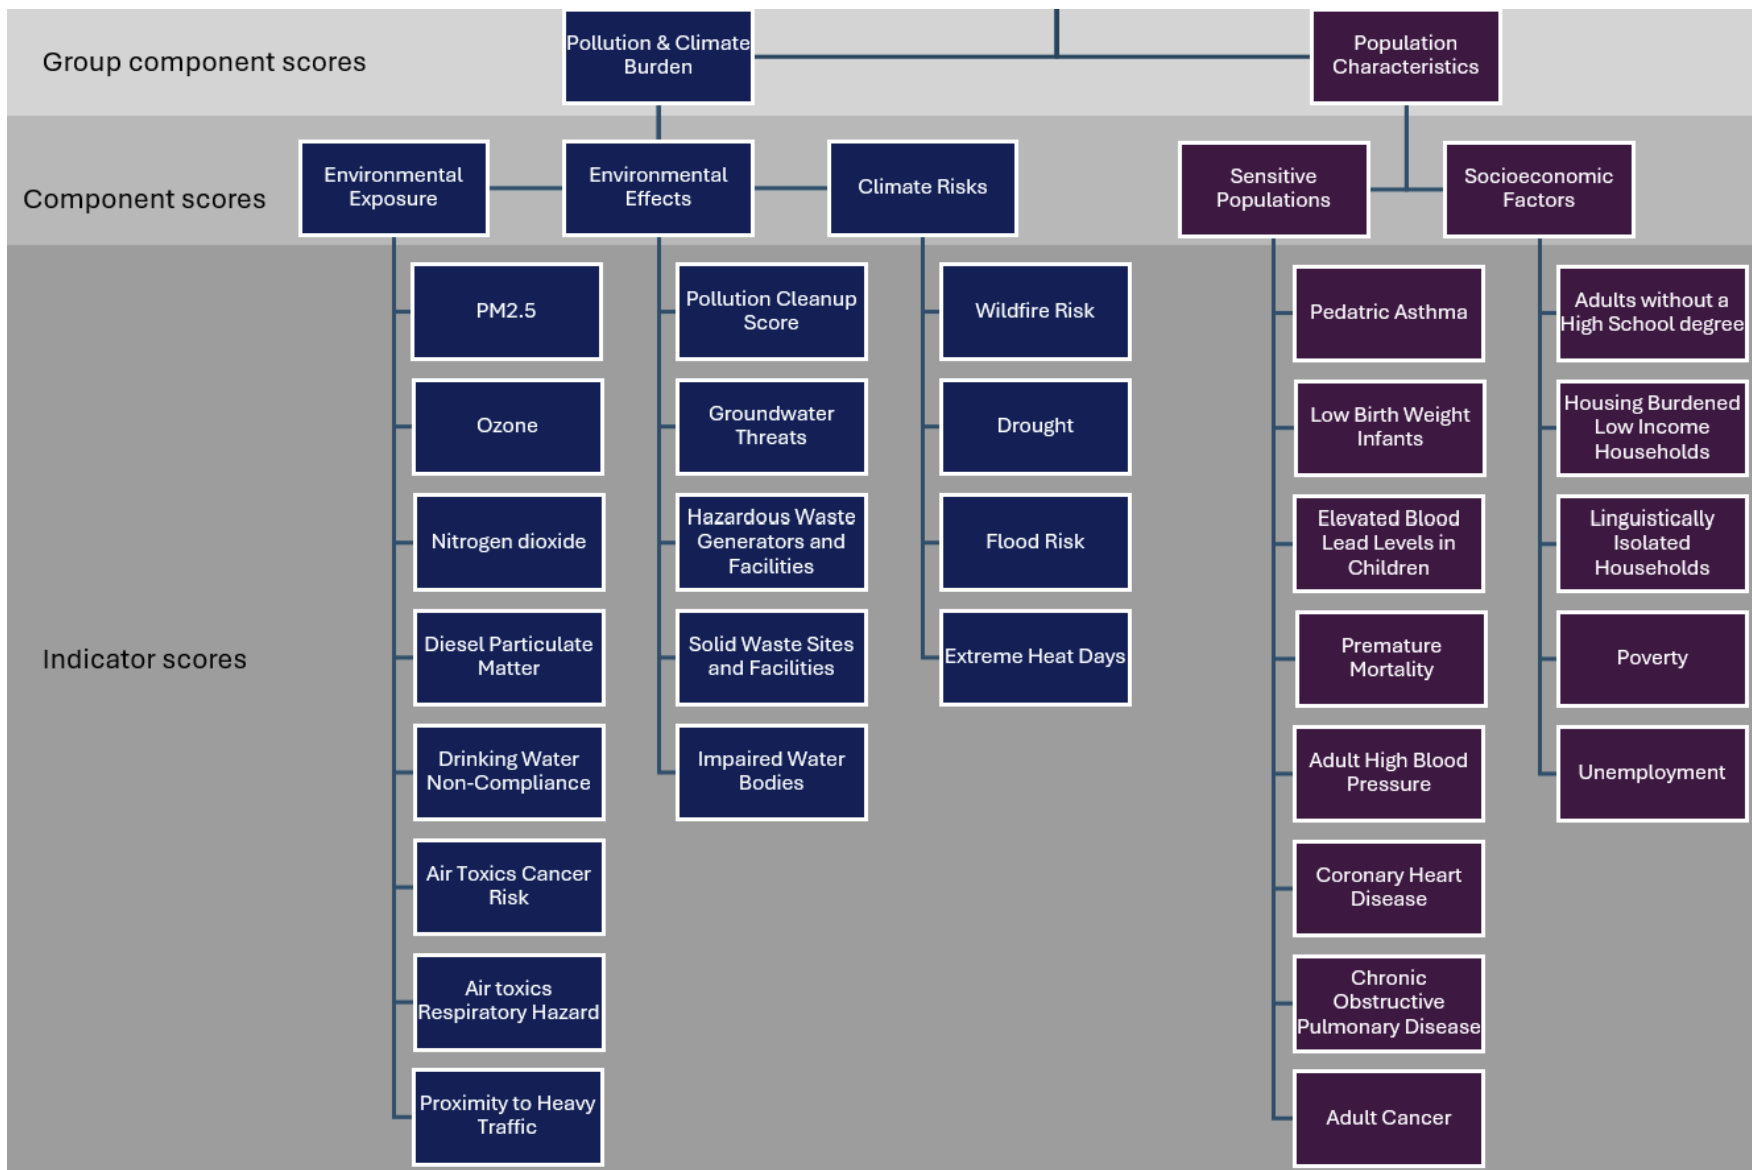 Group component scores
Pollution & Climate
Burden
Population
Characteristics
Component scores
Environmental
Exposure
Environmental
Effects
Climate Risks
Sensitive
Populations
Socioeconomic
Factors
Indicator scores
PM2.5
Ozone
Nitrogen dioxide
Diesel Particulate
Matter
Drinking Water
Non-Compliance
Air Toxics Cancer
Risk
Air toxics
Respiratory Hazard
Proximity to Heavy
Traffic
Pollution Cleanup
Score
Groundwater
Threats
Hazardous Waste
Generators and
Facilities
Solid Waste Sites
and Facilities
Impaired Water
Bodies
Wildfire Risk
Drought
Flood Risk
Extreme Heat Days
Pedatric Asthma
Low Birth Weight
Infants
Elevated Blood
Lead Levels in
Children
Premature
Mortality
Adult High Blood
Pressure
Coronary Heart
Disease
Chronic
Obstructive
Pulmonary Disease
Adult Cancer
Adults without a
High School degree
Housing Burdened
Low Income
Households
Linguistically
Isolated
Households
Poverty
Unemployment